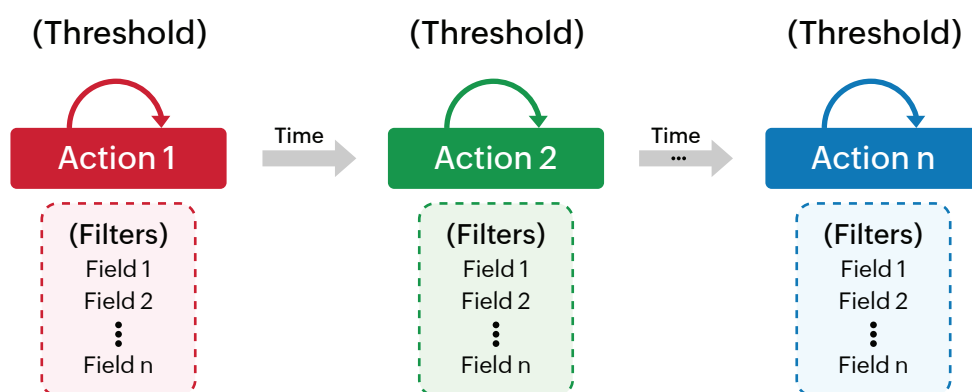 (Threshold)
(Threshold)
(Threshold)
Action 1
Time
Action 2
Time
...
Action n
(Filters)
Field 1
Field 2
Field n
(Filters)
Field 1
Field 2
Field n
(Filters)
Field 1
Field 2
Field n